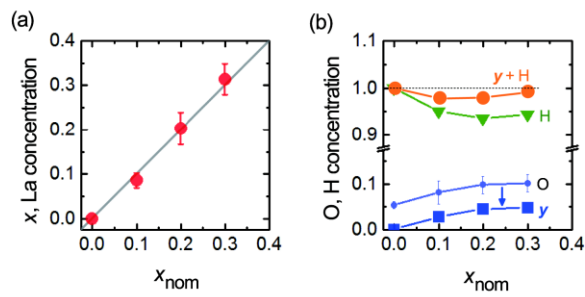 (a)
0.4
0.3
0.2
0.1
0.0
x, La concentration
0.0 0.1 0.2 0.3 0.4
xnom
(b)
1.1
1.0
0.9
0.1
0.0
O, H concentration
y + H
H
O
y
0.0 0.1 0.2 0.3 0.4
xnom